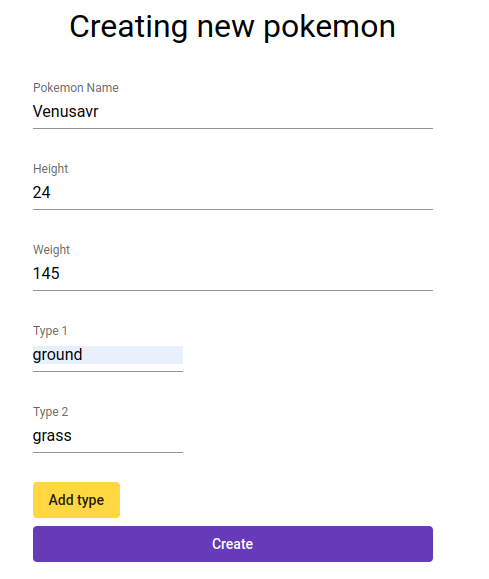 Creating new pokemon
Pokemon Name
Venusavr
Height
24
Weight
145
Type 1
ground
Type 2
grass
Add type
Create